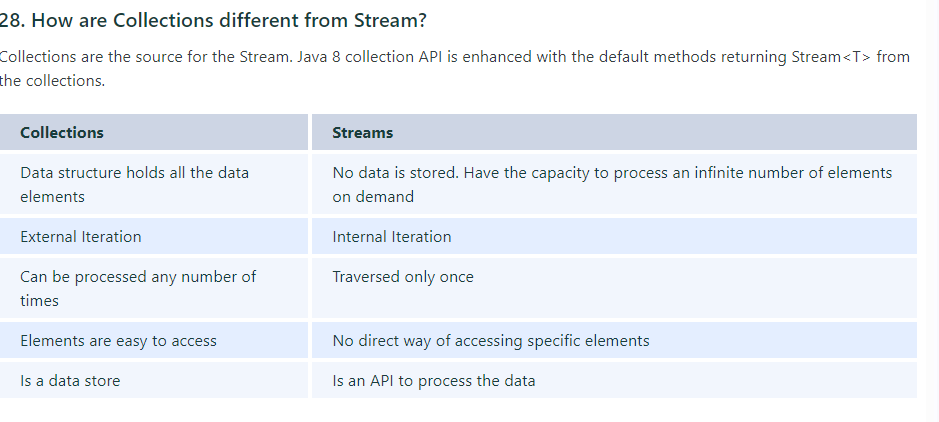 28. How are Collections different from Stream?
Collections are the source for the Stream. Java 8 collection API is enhanced with the default methods returning Stream<T> from
the collections.
Collections
Streams
Data structure holds all the data
elements
No data is stored. Have the capacity to process an infinite number of elements
on demand
External Iteration
Internal Iteration
Can be processed any number of
times
Traversed only once
Elements are easy to access
No direct way of accessing specific elements
Is a data store
Is an API to process the data